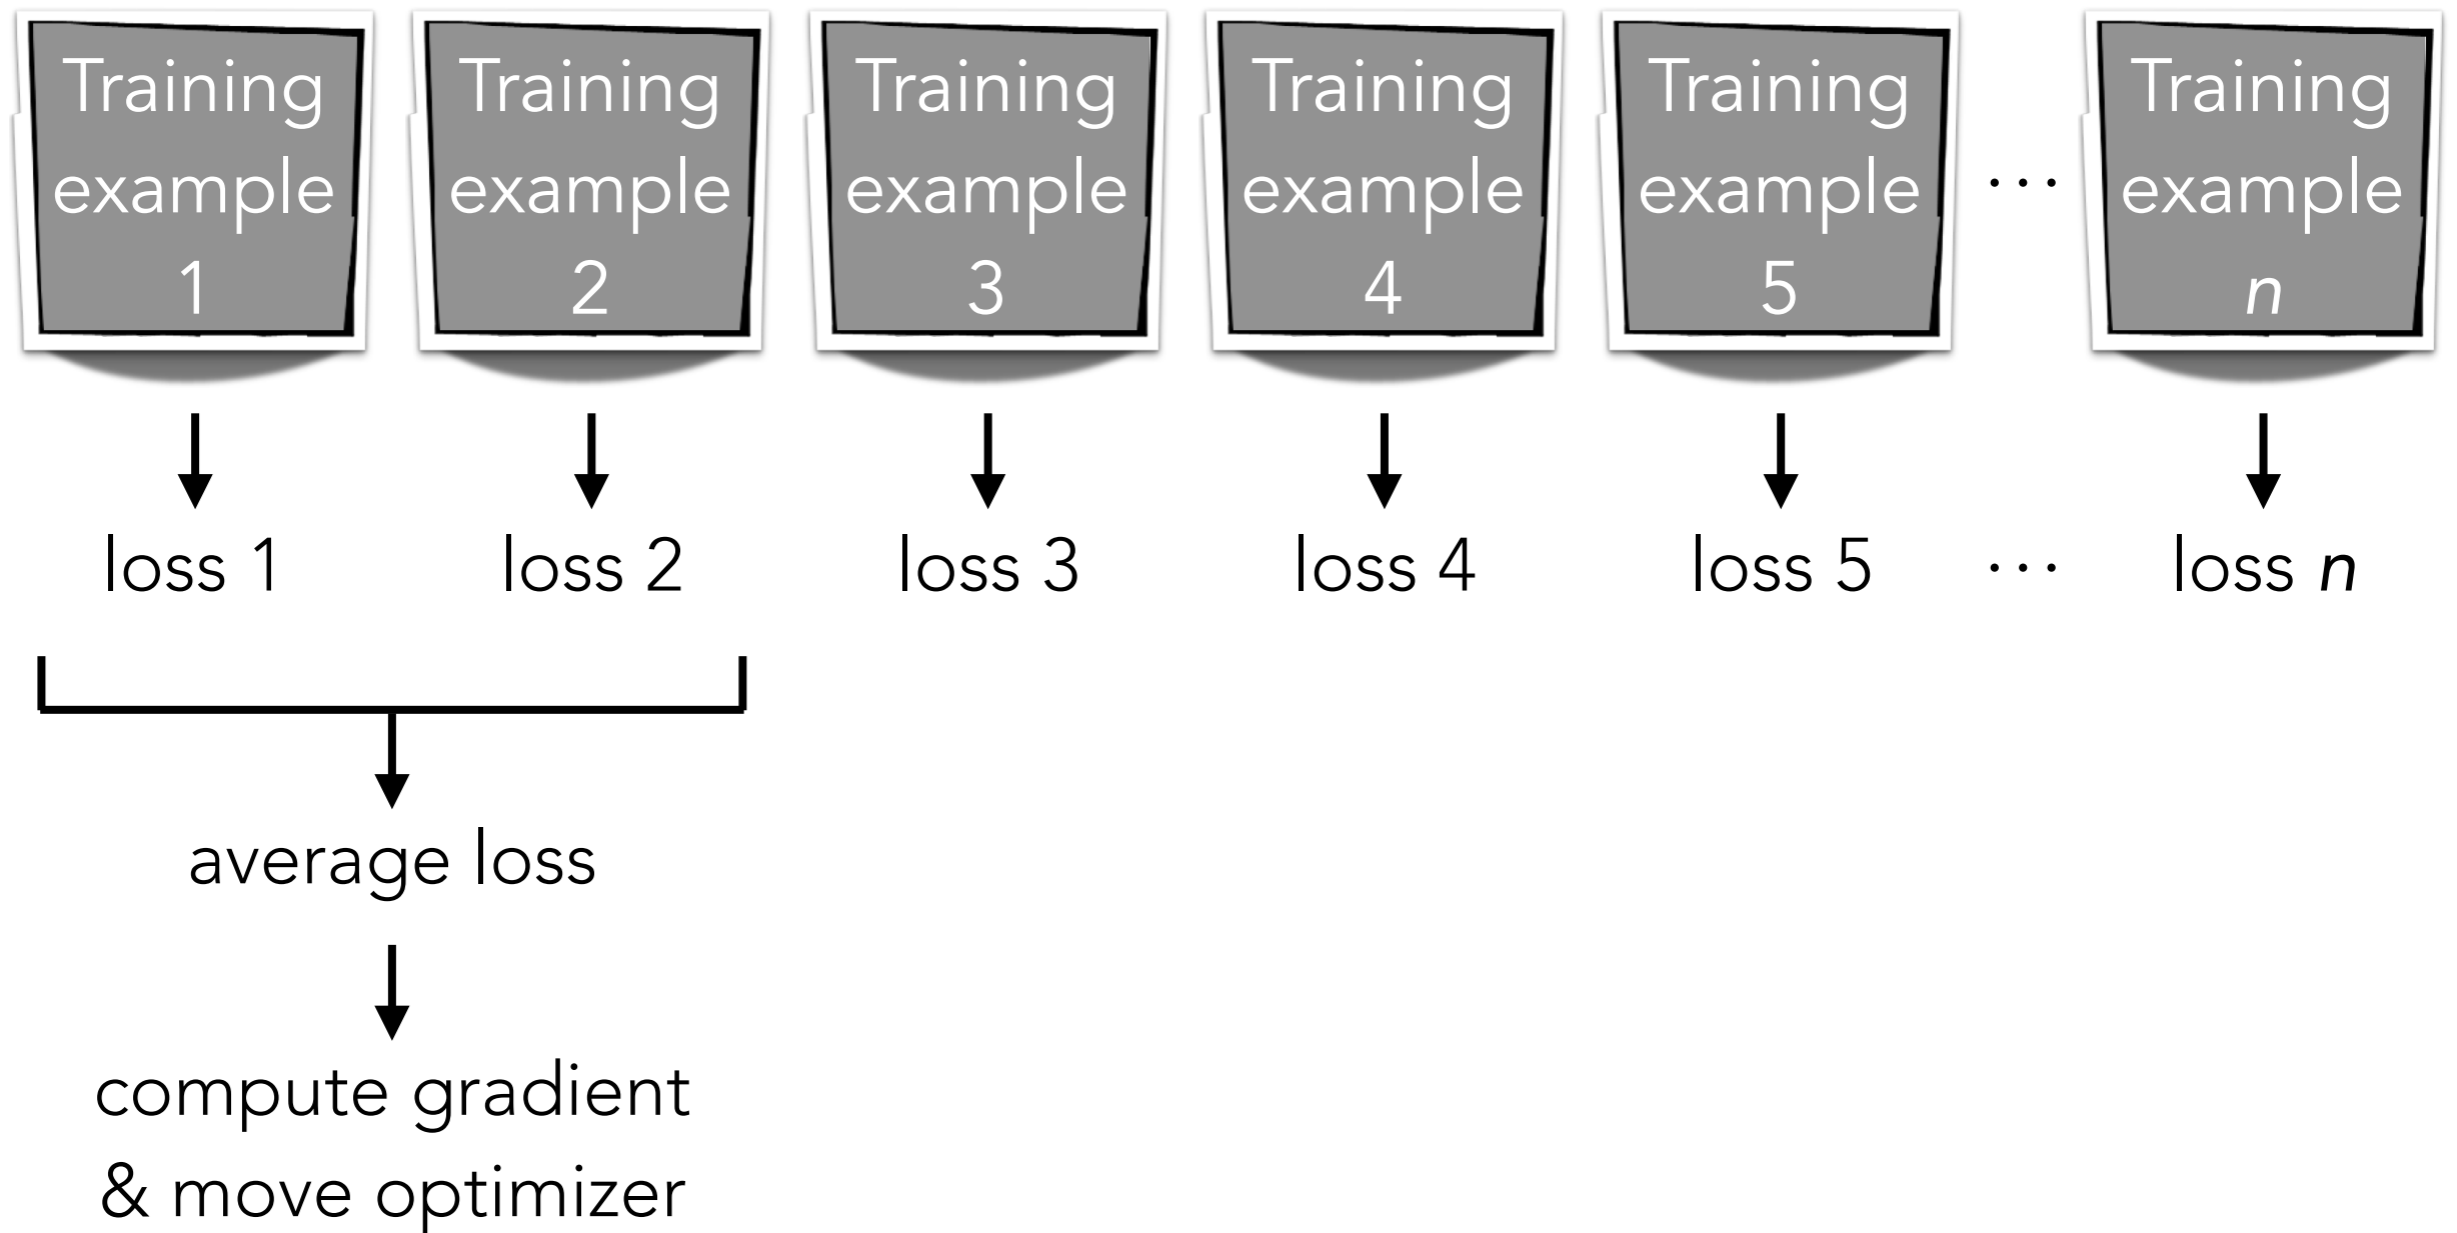 Training example 1
Training example 2
Training example 3
Training example 4
Training example 5
...
Training example n
loss 1
loss 2
loss 3
loss 4
loss 5
...
loss n
average loss
compute gradient
& move optimizer